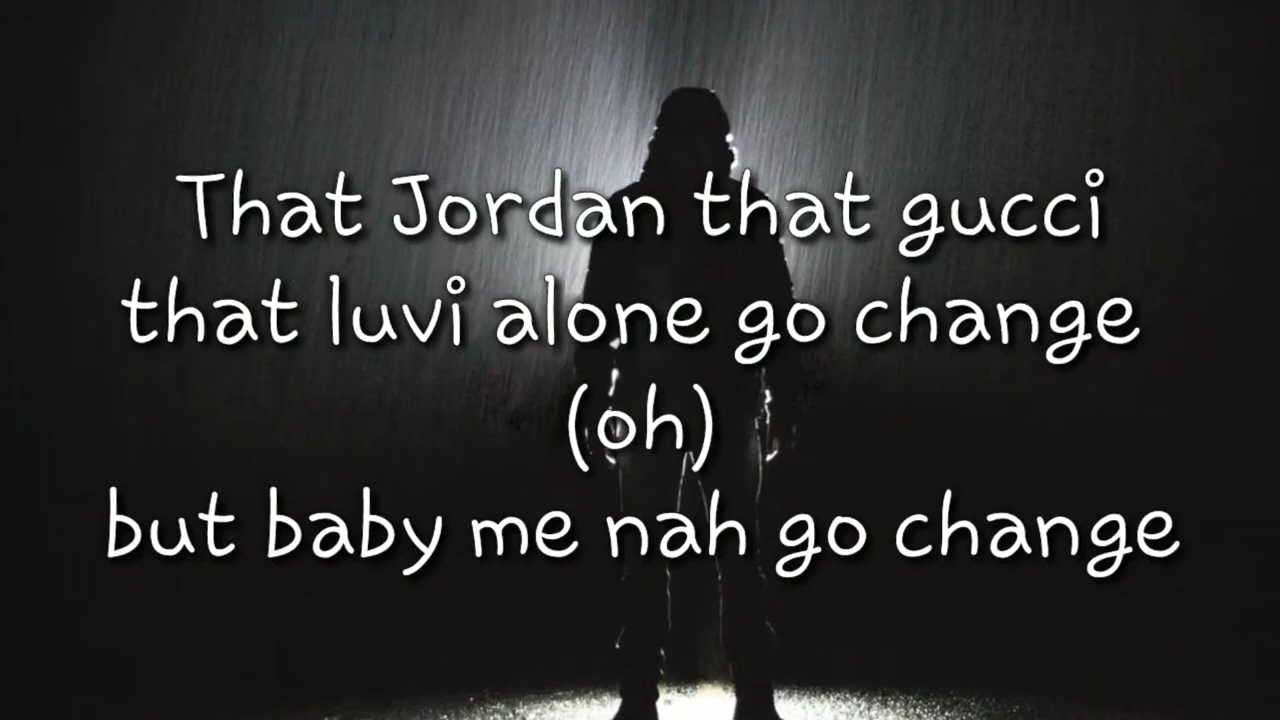 That Jordan that gucci
that luvi alone go change
(oh)
but baby me nah go change